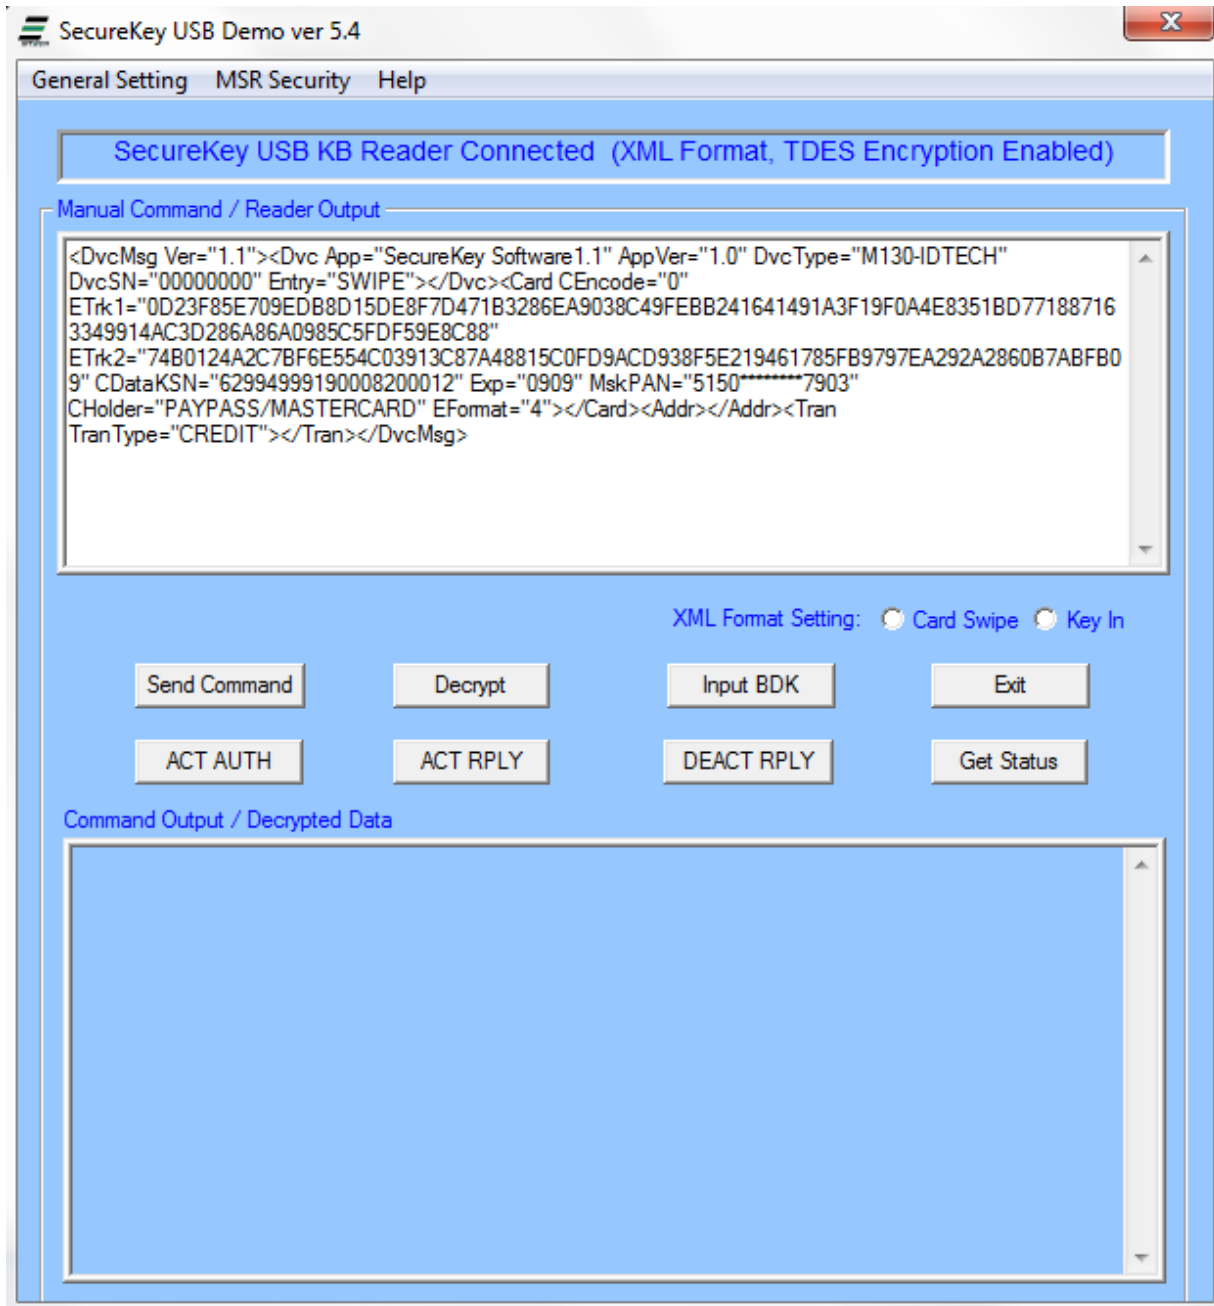 SecureKey USB Demo ver 5.4
General Setting MSR Security Help
SecureKey USB KB Reader Connected (XML Format, TDES Encryption Enabled)
Manual Command / Reader Output
<DvcMsg Ver="1.1"><Dvc App="SecureKey Software1.1" AppVer="1.0" DvcType="M130-IDTECH"
DvcSN="00000000" Entry="SWIPE"></Dvc><Card CEncode="0"
ETrk1="0D23F85E709EDB8D15DE8F7D471B3286EA9038C49FEBB241641491A3F19F0A4E8351BD77188716
3349914AC3D286A86A0985C5FDF59E8C88"
ETrk2="74B0124A2C7BF6E554C03913C87A48815C0FD9ACD938F5E219461785FB9797EA292A2860B7ABFB0
9" CDataKSN="62994999190008200012" Exp="0909" MskPAN="5150********7903"
CHolder="PAYPASS/MASTERCARD" EFormat="4"></Card><Addr></Addr><Tran
TranType="CREDIT"></Tran></DvcMsg>
XML Format Setting: Card Swipe Key In
Send Command Decrypt Input BDK Exit
ACT AUTH ACT RPLY DEACT RPLY Get Status
Command Output / Decrypted Data